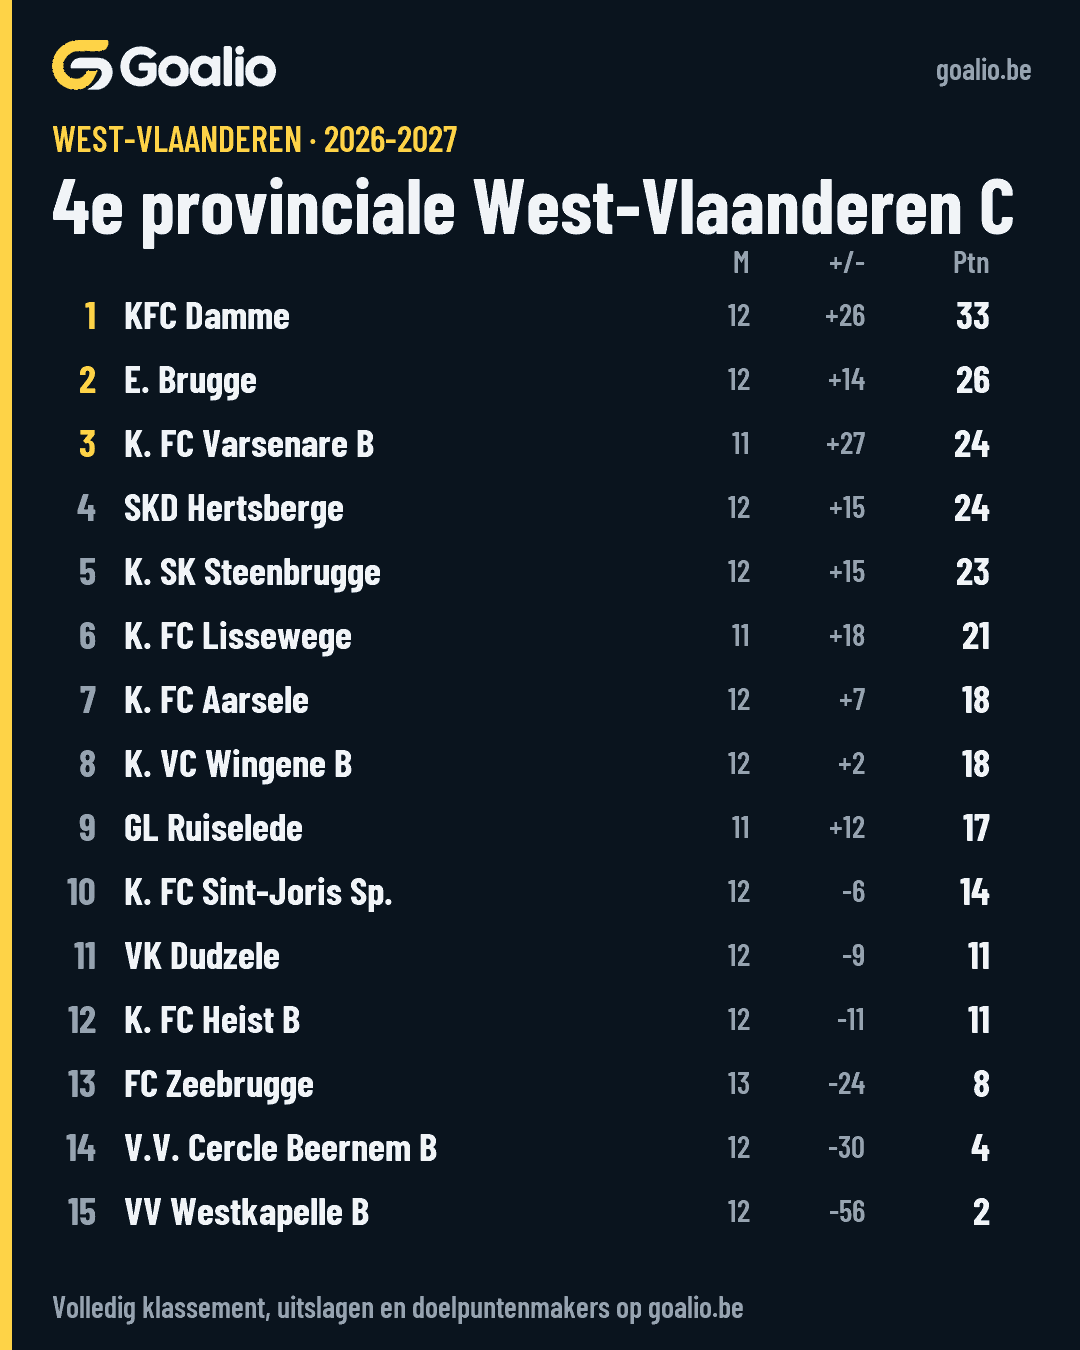 Goalio
goalio.be
WEST-VLAANDEREN · 2026-2027
4e provinciale West-Vlaanderen C
M +/- Ptn
1 KFC Damme 12 +26 33
2 E. Brugge 12 +14 26
3 K. FC Varsenare B 11 +27 24
4 SKD Hertsberge 12 +15 24
5 K. SK Steenbrugge 12 +15 23
6 K. FC Lissewege 11 +18 21
7 K. FC Aarsele 12 +7 18
8 K. VC Wingene B 12 +2 18
9 GL Ruiselede 11 +12 17
10 K. FC Sint-Joris Sp. 12 -6 14
11 VK Dudzele 12 -9 11
12 K. FC Heist B 12 -11 11
13 FC Zeebrugge 13 -24 8
14 V.V. Cercle Beernem B 12 -30 4
15 VV Westkapelle B 12 -56 2
Volledig klassement, uitslagen en doelpuntenmakers op goalio.be